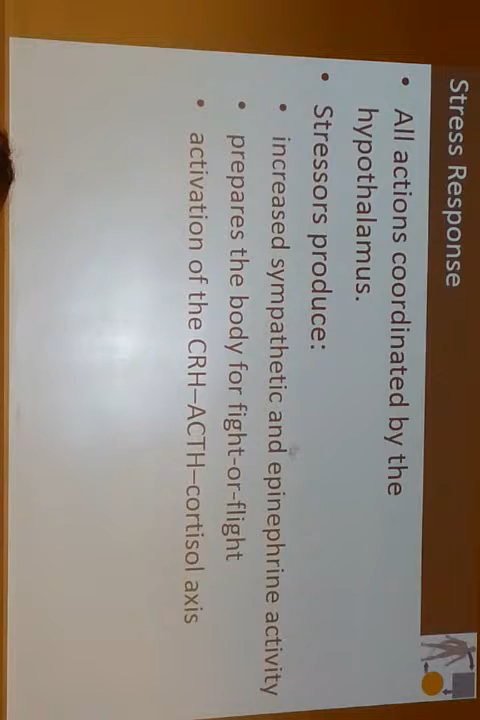 Stress Response
• All actions coordinated by the
hypothalamus.
• Stressors produce:
• increased sympathetic and epinephrine activity
• prepares the body for fight-or-flight
• activation of the CRH–ACTH–cortisol axis